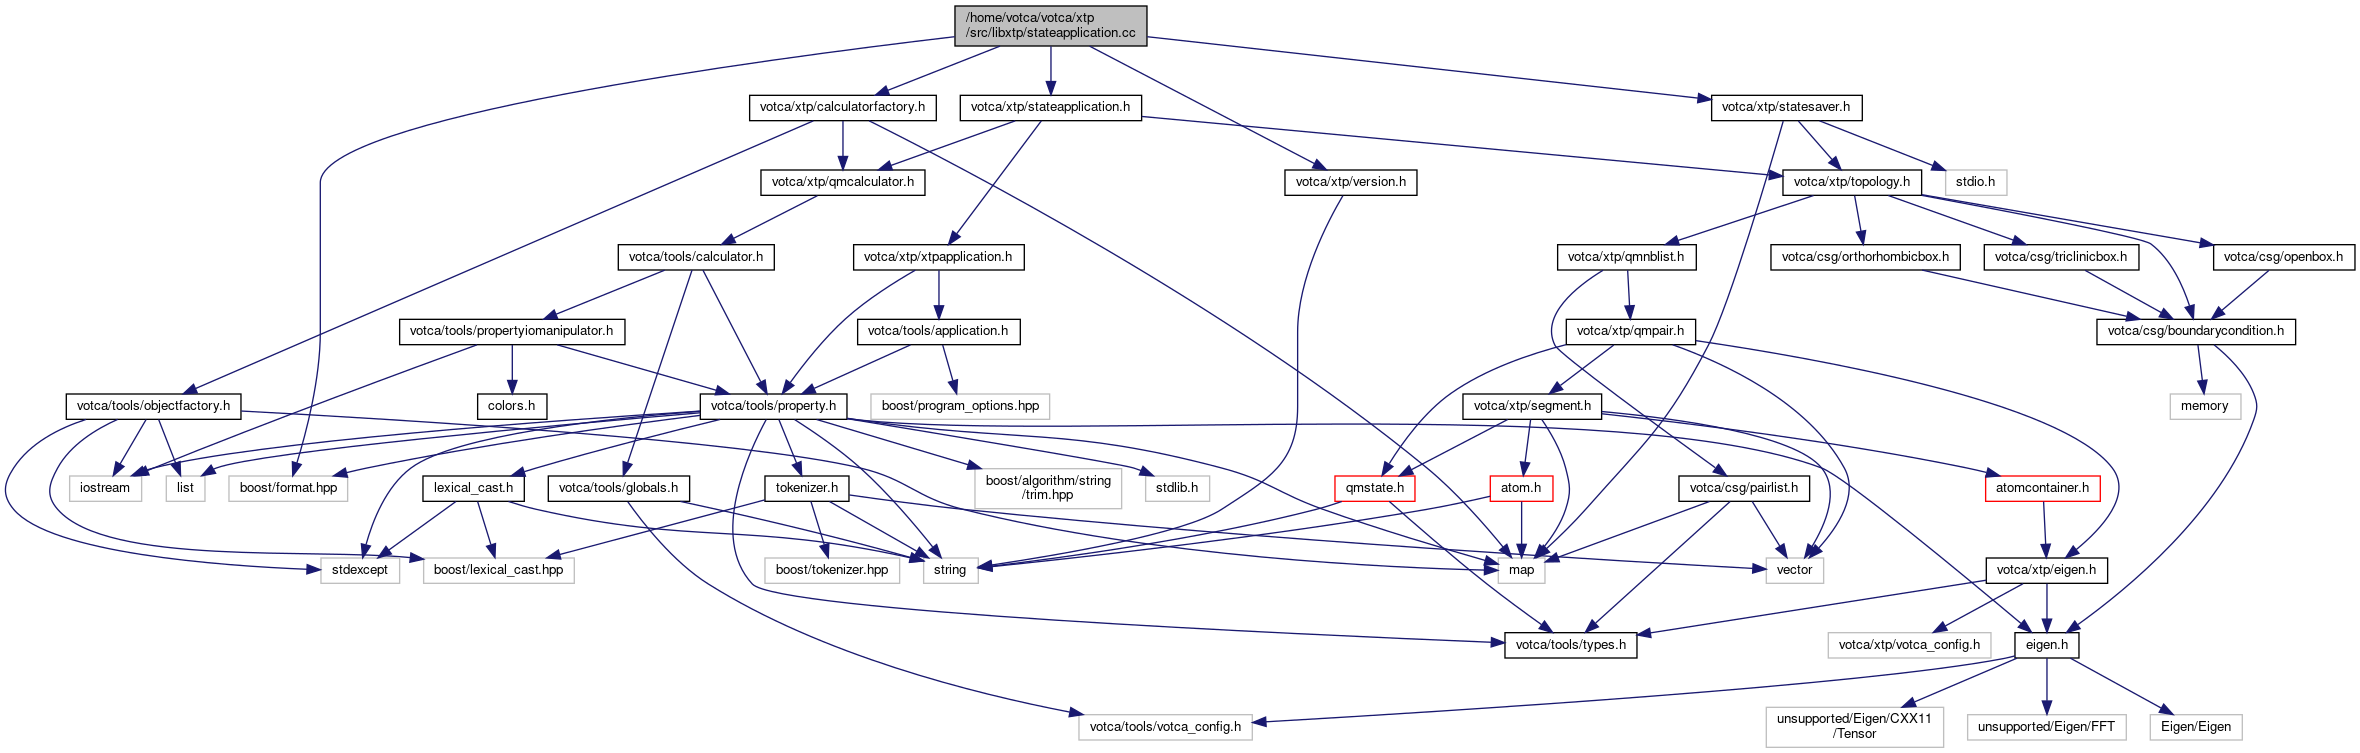 /home/votca/votca/xtp
/src/libxtp/stateapplication.cc
votca/xtp/calculatorfactory.h
votca/xtp/stateapplication.h
votca/xtp/statesaver.h
votca/xtp/qmcalculator.h
votca/xtp/version.h
votca/xtp/topology.h
stdio.h
votca/tools/calculator.h
votca/xtp/xtpapplication.h
votca/xtp/qmnblist.h
votca/csg/orthorhombicbox.h
votca/csg/triclinicbox.h
votca/csg/openbox.h
votca/tools/propertyiomanipulator.h
votca/tools/application.h
votca/xtp/qmpair.h
votca/csg/boundarycondition.h
votca/tools/objectfactory.h
colors.h
votca/tools/property.h
boost/program_options.hpp
votca/xtp/segment.h
memory
iostream
list
boost/format.hpp
lexical_cast.h
votca/tools/globals.h
tokenizer.h
boost/algorithm/string
/trim.hpp
stdlib.h
qmstate.h
atom.h
votca/csg/pairlist.h
atomcontainer.h
stdexcept
boost/lexical_cast.hpp
boost/tokenizer.hpp
string
map
vector
votca/xtp/eigen.h
votca/tools/types.h
votca/xtp/votca_config.h
eigen.h
votca/tools/votca_config.h
unsupported/Eigen/CXX11
/Tensor
unsupported/Eigen/FFT
Eigen/Eigen